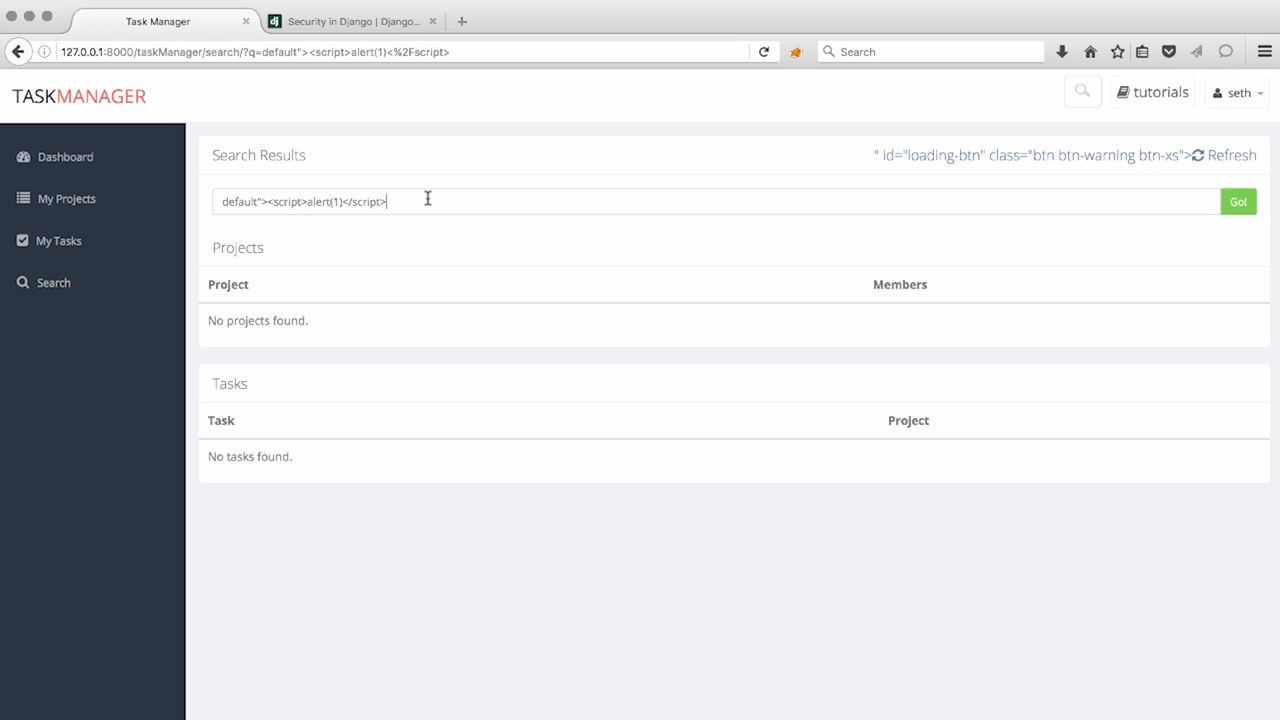 Task Manager
Security in Django | Django...
127.0.0.1:8000/taskManager/search/?q=default"><script>alert(1)<%2Fscript>
Search
TASKMANAGER
tutorials
seth
Dashboard
My Projects
My Tasks
Search
Search Results
" id="loading-btn" class="btn btn-warning btn-xs"> Refresh
default"><script>alert(1)</script>
Go!
Projects
Project Members
No projects found.
Tasks
Task Project
No tasks found.